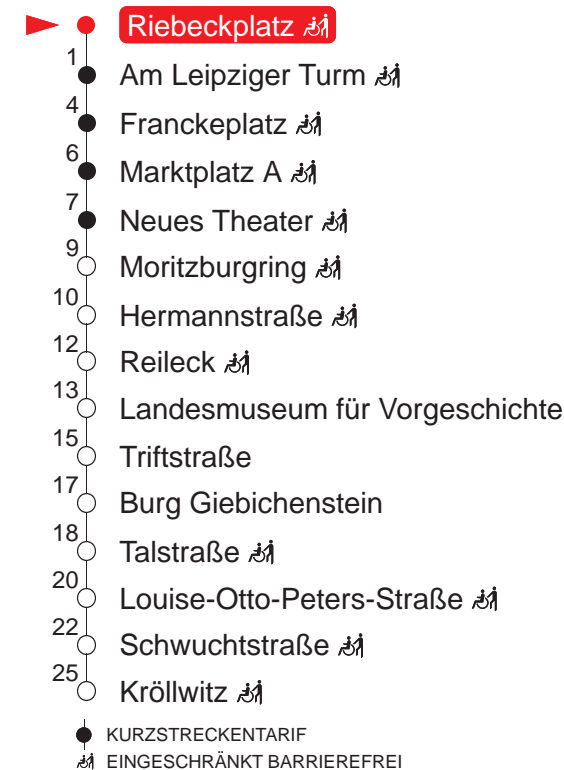 Riebeckplatz
1
Am Leipziger Turm
4
Franckeplatz
6
Marktplatz A
7
Neues Theater
9
Moritzburgring
10
Hermannstraße
12
Reileck
13
Landesmuseum für Vorgeschichte
15
Triftstraße
17
Burg Giebichenstein
18
Talstraße
20
Louise-Otto-Peters-Straße
22
Schwuchtstraße
25
Kröllwitz
KURZSTRECKENTARIF
EINGESCHRÄNKT BARRIEREFREI